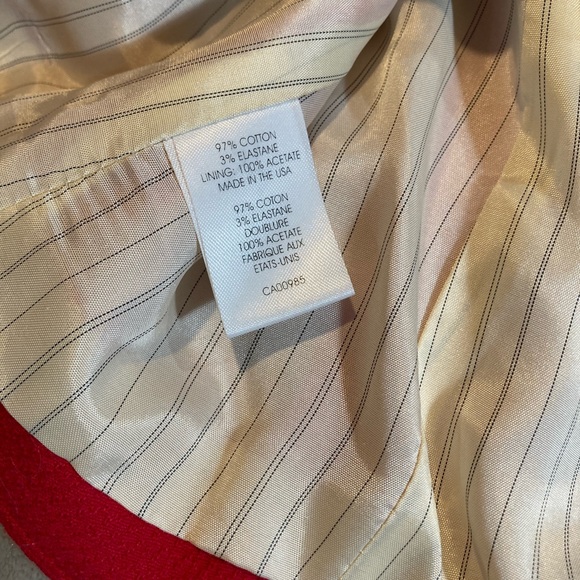 97% COTTON
3% ELASTANE
LINING: 100% ACETATE
MADE IN THE USA
97% COTON
3% ELASTANE
DOUBLURE
100% ACETATE
FABRIQUE AUX
ETATS-UNIS
CA00985